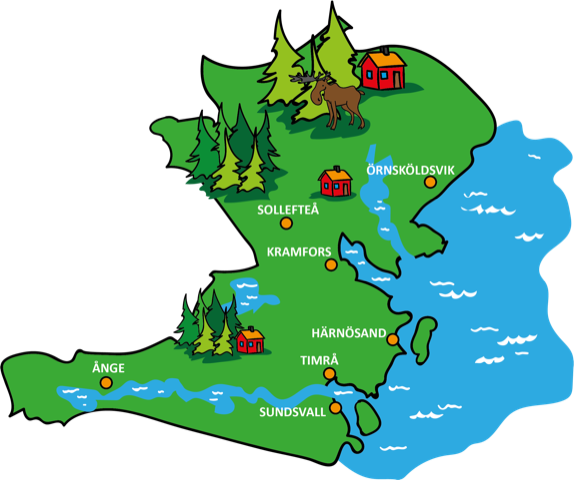 ÖRNSKÖLDSVIK
SOLLEFTEÅ
KRAMFORS
HÄRNÖSAND
TIMRÅ
ÅNGE
SUNDSVALL